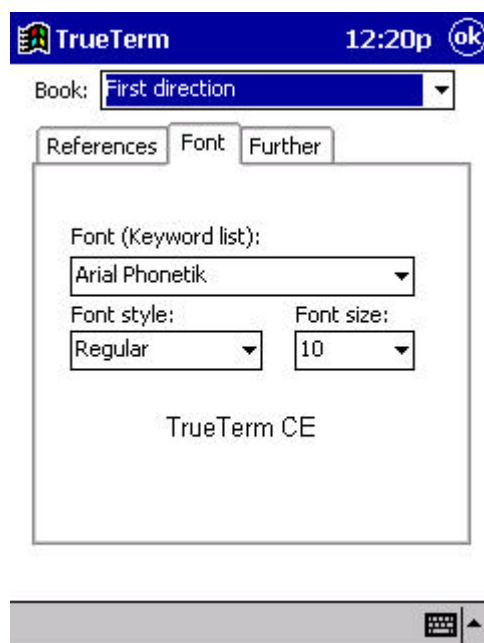 TrueTerm 12:20p ok
Book: First direction
References Font Further
Font (Keyword list):
Arial Phonetik
Font style: Font size:
Regular 10
TrueTerm CE